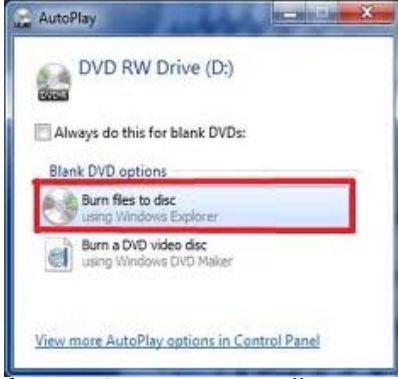 AutoPlay
DVD RW Drive (D:)
Always do this for blank DVDs:
Blank DVD options
Burn files to disc
using Windows Explorer
Burn a DVD video disc
using Windows DVD Maker
View more AutoPlay options in Control Panel